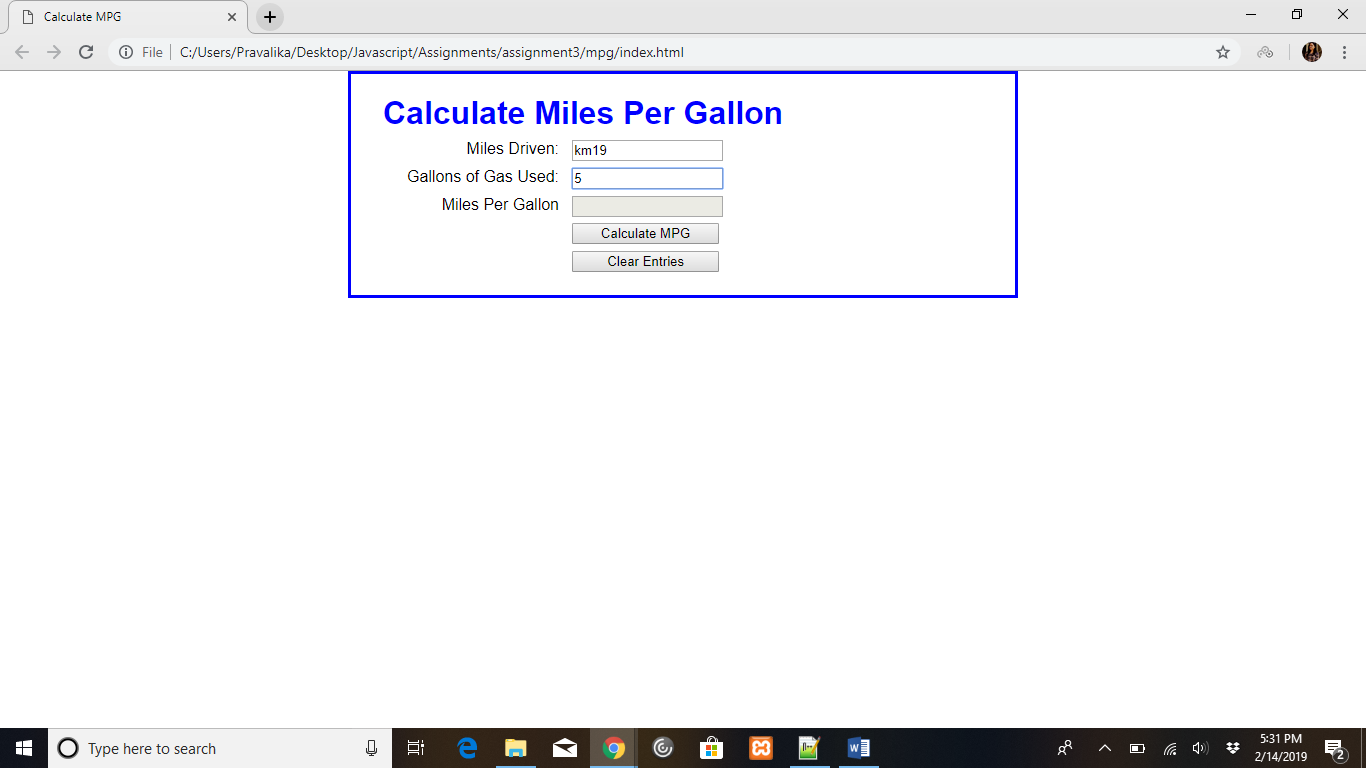 Calculate MPG
File C:/Users/Pravalika/Desktop/Javascript/Assignments/assignment3/mpg/index.html
Calculate Miles Per Gallon
Miles Driven: km19
Gallons of Gas Used: 5
Miles Per Gallon
Calculate MPG
Clear Entries
Type here to search
5:31 PM
2/14/2019
2